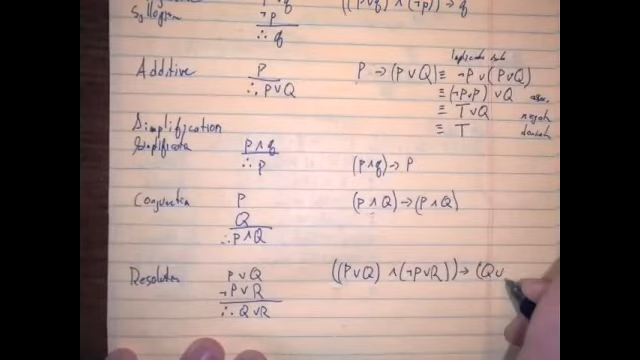 Syllogism ¬p ((p∨q) ∧ (¬p)) → q
∴ q
Additive P P → (P∨Q) ≡ ¬P ∨ (P∨Q)
∴ P∨Q ≡ (¬P∨P) ∨ Q
≡ T∨Q
≡ T
Simplification
p∧q
∴ p (p∧q) → P
Conjunction P (P∧Q) → (P∧Q)
Q
∴ P∧Q
Resolution P∨Q ((P∨Q) ∧ (¬P∨R)) → (Q∨
¬P∨R
∴ Q∨R